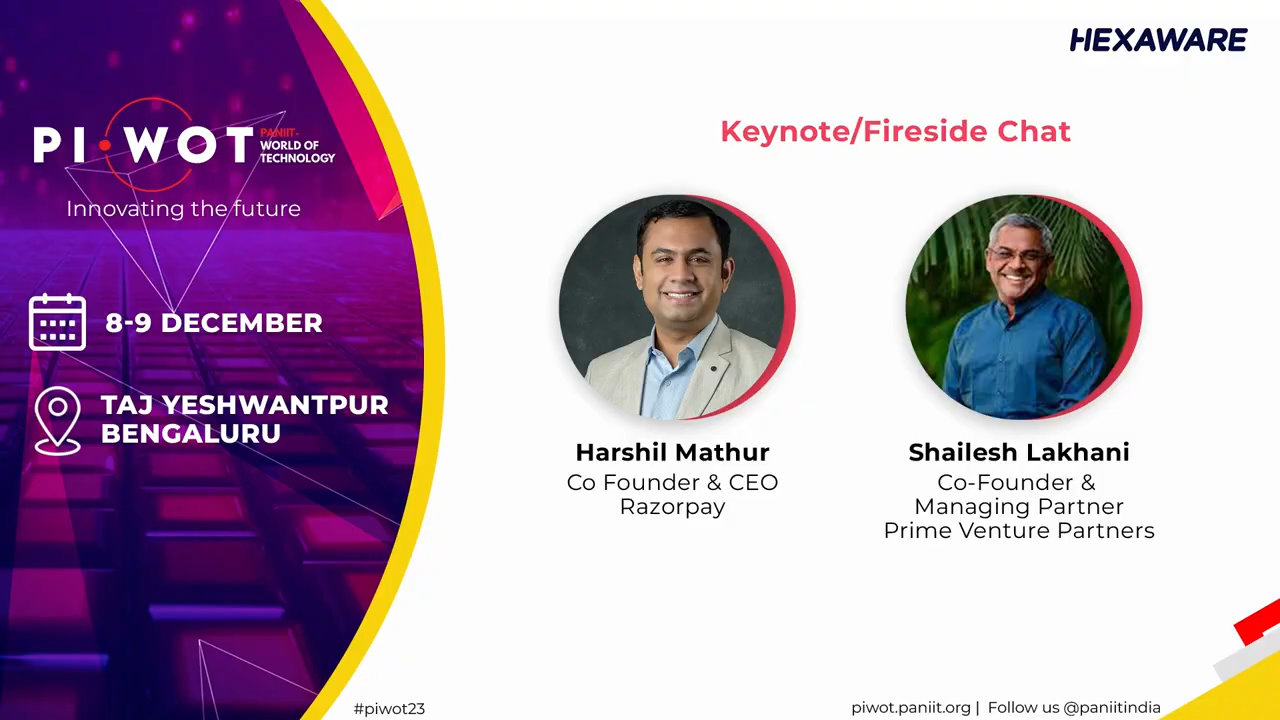 PI·WOT
PANIIT·
WORLD OF
TECHNOLOGY
Innovating the future
8-9 DECEMBER
TAJ YESHWANTPUR
BENGALURU
HEXAWARE
Keynote/Fireside Chat
Harshil Mathur
Co Founder & CEO
Razorpay
Shailesh Lakhani
Co-Founder &
Managing Partner
Prime Venture Partners
#piwot23
piwot.paniit.org | Follow us @paniitindia